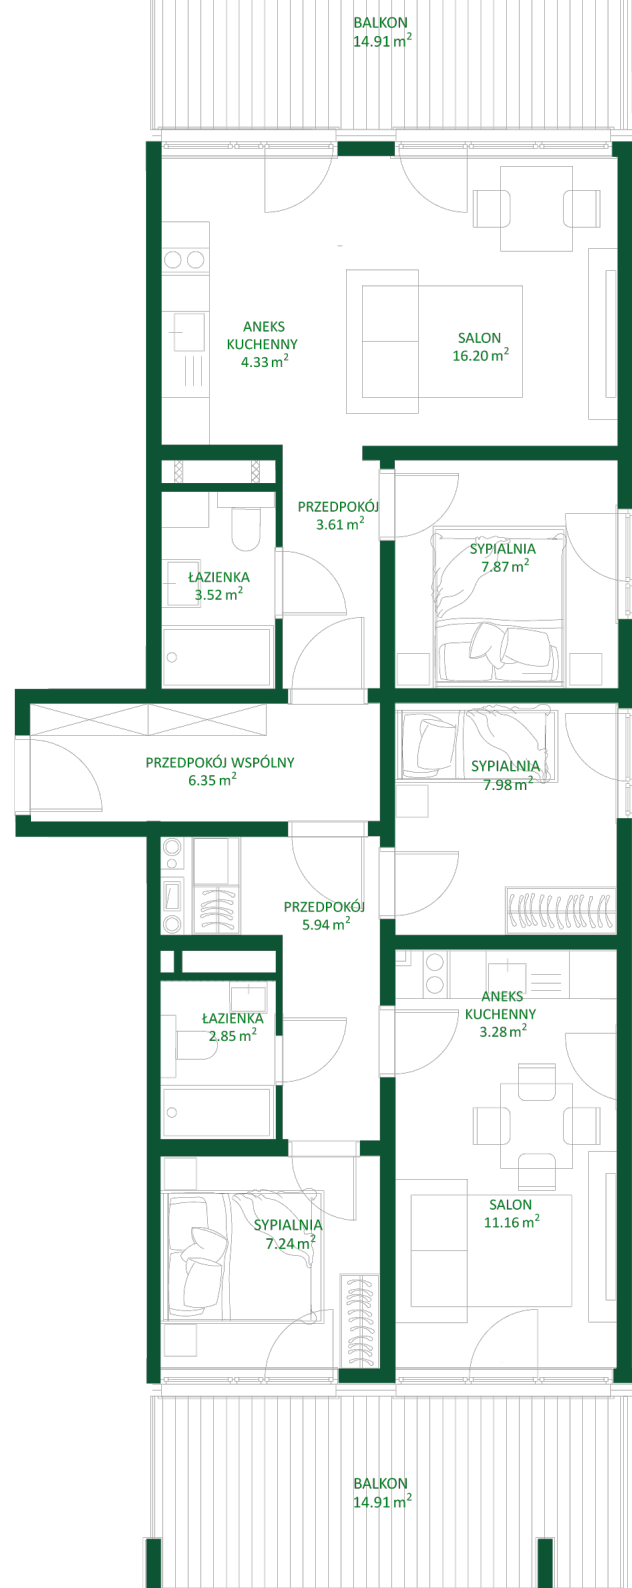 BALKON
14.91 m²
ANEKS
KUCHENNY
4.33 m²
SALON
16.20 m²
PRZEDPOKÓJ
3.61 m²
SYPIALNIA
7.87 m²
ŁAZIENKA
3.52 m²
PRZEDPOKÓJ WSPÓLNY
6.35 m²
SYPIALNIA
7.98 m²
PRZEDPOKÓJ
5.94 m²
ANEKS
KUCHENNY
3.28 m²
ŁAZIENKA
2.85 m²
SALON
11.16 m²
SYPIALNIA
7.24 m²
BALKON
14.91 m²